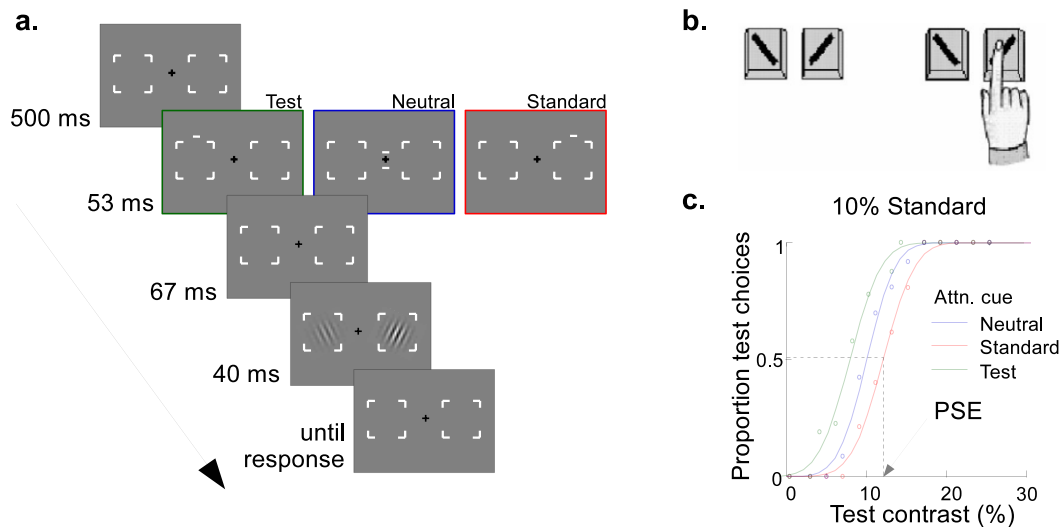 a.
500 ms
Test
Neutral
Standard
53 ms
67 ms
40 ms
until
response
b.
c.
10% Standard
Proportion test choices
1
0.5
0
0
10
20
30
Test contrast (%)
Attn. cue
Neutral
Standard
Test
PSE